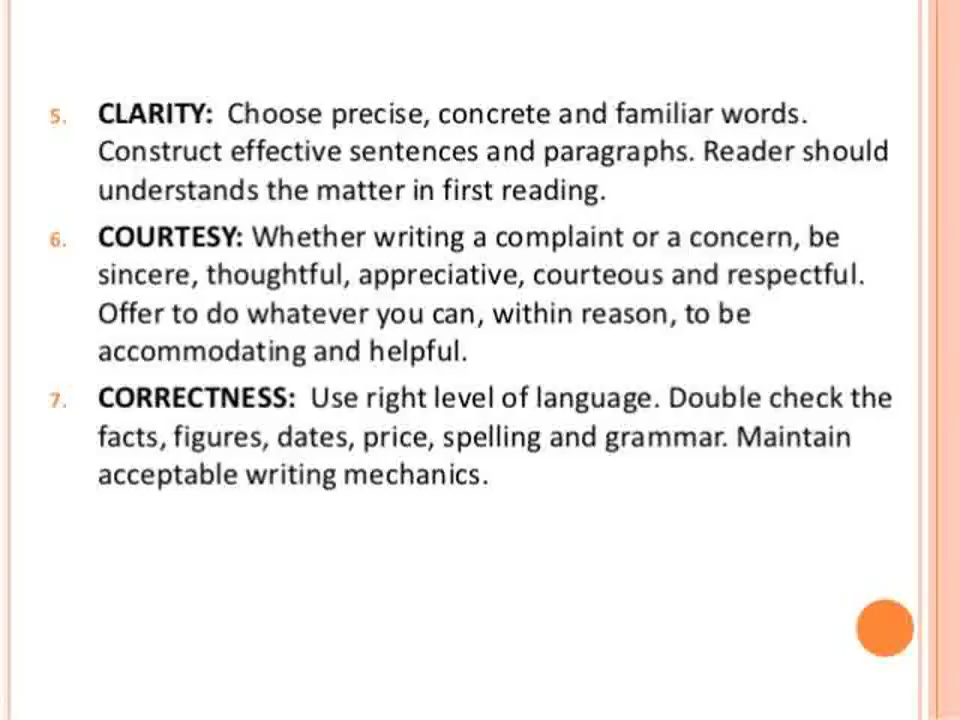 5. CLARITY: Choose precise, concrete and familiar words.
Construct effective sentences and paragraphs. Reader should
understands the matter in first reading.
6. COURTESY: Whether writing a complaint or a concern, be
sincere, thoughtful, appreciative, courteous and respectful.
Offer to do whatever you can, within reason, to be
accommodating and helpful.
7. CORRECTNESS: Use right level of language. Double check the
facts, figures, dates, price, spelling and grammar. Maintain
acceptable writing mechanics.